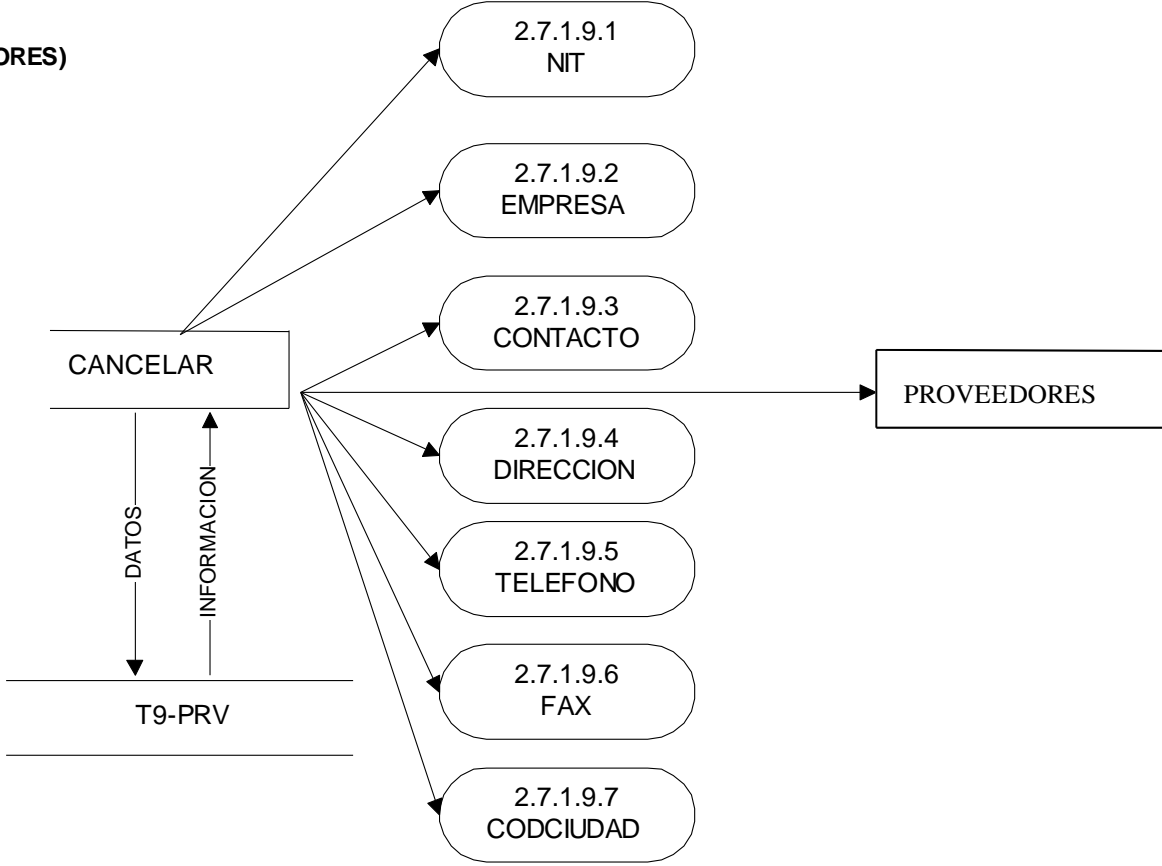 ORES)
2.7.1.9.1
NIT
2.7.1.9.2
EMPRESA
2.7.1.9.3
CONTACTO
CANCELAR
PROVEEDORES
2.7.1.9.4
DIRECCION
DATOS
INFORMACION
2.7.1.9.5
TELEFONO
2.7.1.9.6
FAX
T9-PRV
2.7.1.9.7
CODCIUDAD